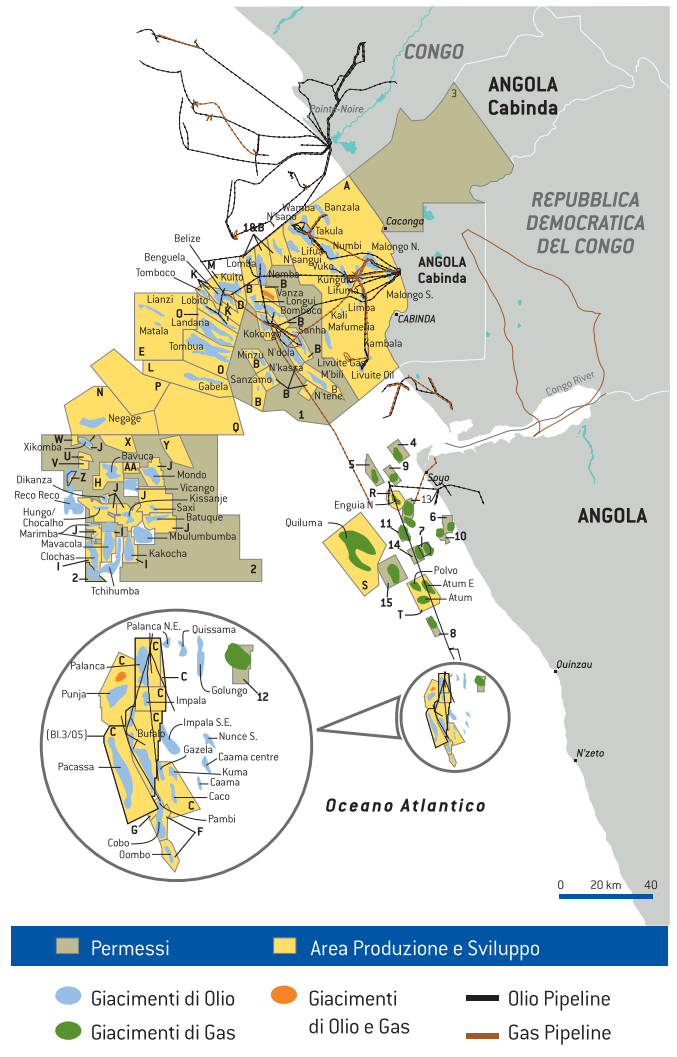 CONGO
ANGOLA
Cabinda
3
Pointe-Noire
A
REPUBBLICA
DEMOCRATICA
DEL CONGO
Wamba
Banzala
N'sano
Caconga
1&B
Takula
Belize
Lifua
Numbi
Malongo N.
Benguela
M
Lomba
N'sangui
Vuko
ANGOLA
Cabinda
Tomboco
K
Kuito
Nemba
B
Kungulo
B
Vanza
Lifuma
Malongo S.
Lianzi
Lobito
D
Longui
Limba
O
K
Bomboco
Kali
CABINDA
Landana
B
Mafumeira
Matala
Kokongo
Sanha
Kambala
Tombua
E
Minzu
N'dola
Livuite Gas
L
O
B
N'kassa
M'bili
Livuite Oil
P
Gabela
Sanzamo
B
N'tene
N
B
1
Congo River
Negage
Q
W
X
Y
4
Xikomba
J
U
Bavuca
5
9
V
AA
J
Soyo
Dikanza
Z
H
Mondo
R
13
Reco Reco
J
Vicango
Enguia N
J
Kissanje
Hungo/
Chocalho
Saxi
Quiluma
6
ANGOLA
Batuque
11
7
Marimba
J
I
J
10
Mavacola
Mbulumbumba
14
Clochas
Kakocha
Polvo
I
I
Atum E
2
2
S
15
Atum
Tchihumba
T
8
Palanca N.E.
Quissama
C
Palanca
C
C
Golungo
12
Quinzau
Punja
C
Impala
C
Impala S.E.
[Bl.3/05)
C
Bufalo
Nunce S.
Gazela
Pacassa
Caama centre
N'zeto
Kuma
Caama
Caco
C
Pambi
G
F
Cobo
Oombo
Oceano Atlantico
0 20 km 40
Permessi
Area Produzione e Sviluppo
Giacimenti di Olio
Giacimenti
di Olio e Gas
Olio Pipeline
Giacimenti di Gas
Gas Pipeline